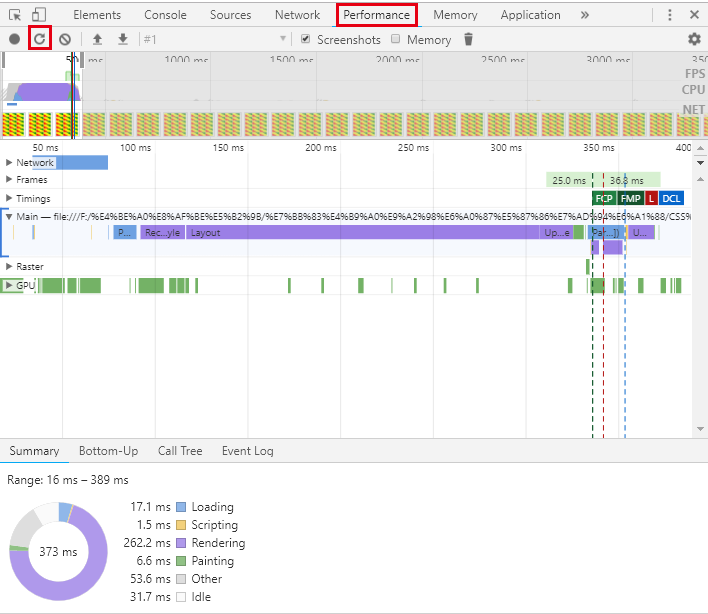 Elements Console Sources Network Performance Memory Application »
#1 Screenshots Memory
50 ms 1000 ms 1500 ms 2000 ms 2500 ms 3000 ms
FPS
CPU
NET
50 ms 100 ms 150 ms 200 ms 250 ms 300 ms 350 ms 400
Network
Frames 25.0 ms 36.8 ms
Timings FCP FMP L DCL
Main — file:///F:/%E4%BE%A0%E8%AF%BE%E5%B2%9B/%E7%BB%83%E4%B9%A0%E9%A2%98%E6%A0%87%E5%87%86%E7%AD%94%E6%A1%88/CSS%
P... Rec...yle Layout Up...e Par...]) U...
Raster
GPU
Summary Bottom-Up Call Tree Event Log
Range: 16 ms – 389 ms
373 ms
17.1 ms Loading
1.5 ms Scripting
262.2 ms Rendering
6.6 ms Painting
53.6 ms Other
31.7 ms Idle